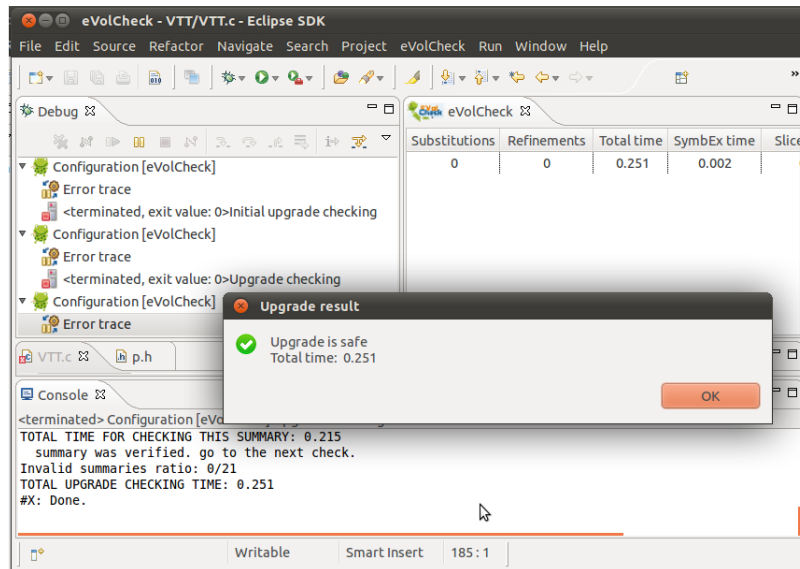 eVolCheck - VTT/VTT.c - Eclipse SDK
File Edit Source Refactor Navigate Search Project eVolCheck Run Window Help
Debug
eVolCheck
Substitutions Refinements Total time SymbEx time Slice
0 0 0.251 0.002
Configuration [eVolCheck]
Error trace
<terminated, exit value: 0>Initial upgrade checking
Configuration [eVolCheck]
Error trace
<terminated, exit value: 0>Upgrade checking
Configuration [eVolCheck]
Error trace
Upgrade result
Upgrade is safe
Total time: 0.251
OK
VTT.c
p.h
Console
<terminated> Configuration [eVo
TOTAL TIME FOR CHECKING THIS SUMMARY: 0.215
summary was verified. go to the next check.
Invalid summaries ratio: 0/21
TOTAL UPGRADE CHECKING TIME: 0.251
#X: Done.
Writable Smart Insert 185 : 1